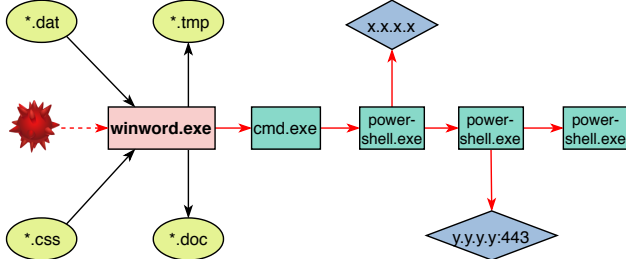 *.dat
*.tmp
x.x.x.x
winword.exe
cmd.exe
power-
shell.exe
power-
shell.exe
power-
shell.exe
*.css
*.doc
y.y.y.y:443